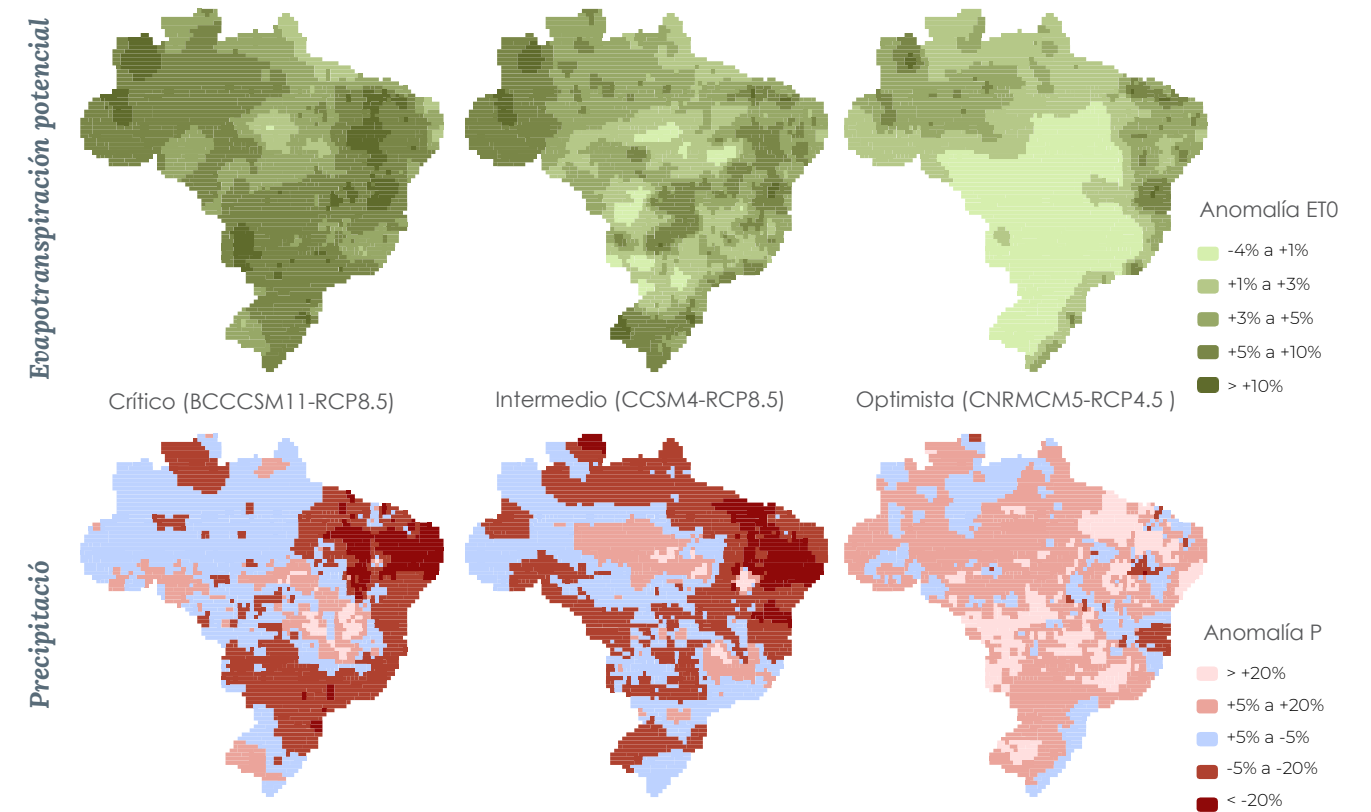 Evapotranspiración potencial
Anomalía ET0
-4% a +1%
+1% a +3%
+3% a +5%
+5% a +10%
> +10%
Crítico (BCCCSM11-RCP8.5)
Intermedio (CCSM4-RCP8.5)
Optimista (CNRMCM5-RCP4.5 )
Precipitació
Anomalía P
> +20%
+5% a +20%
+5% a -5%
-5% a -20%
< -20%